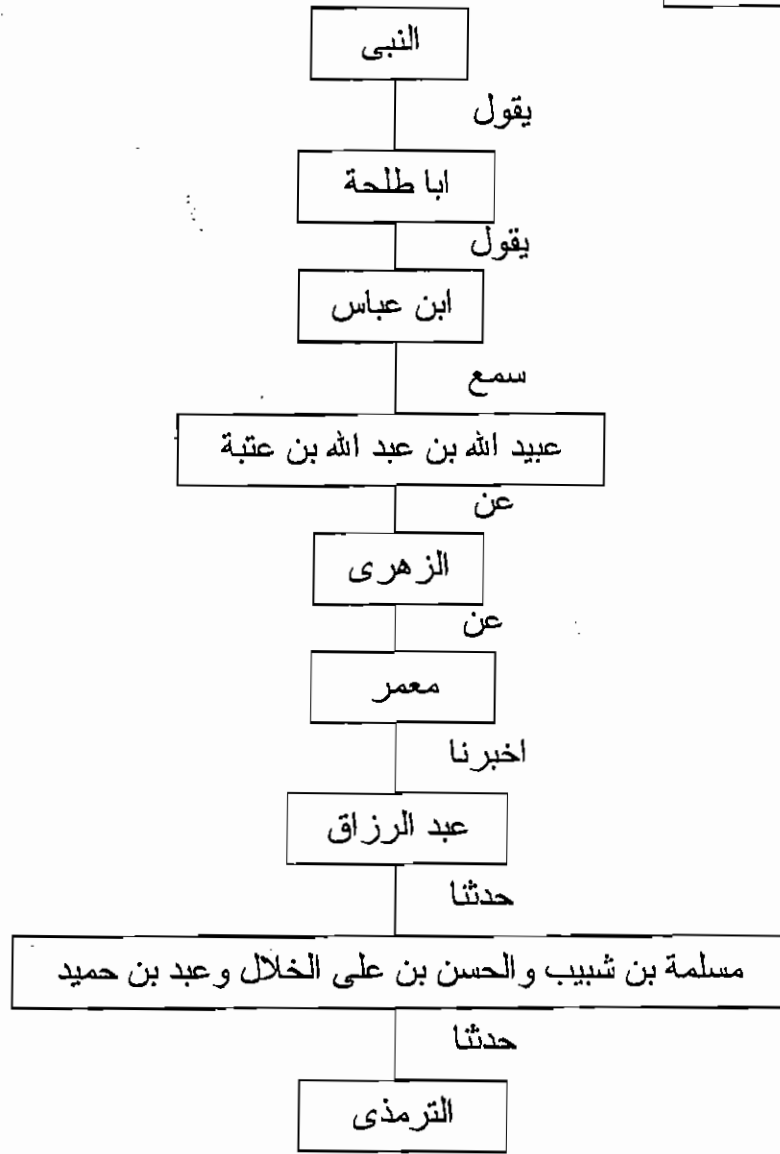 النبى
يقول
ابا طلحة
يقول
ابن عباس
سمع
عبيد الله بن عبد الله بن عتبة
عن
الزهرى
عن
معمر
اخبرنا
عبد الرزاق
حدثنا
مسلمة بن شبيب والحسن بن على الخلال وعبد بن حميد
حدثنا
الترمذى